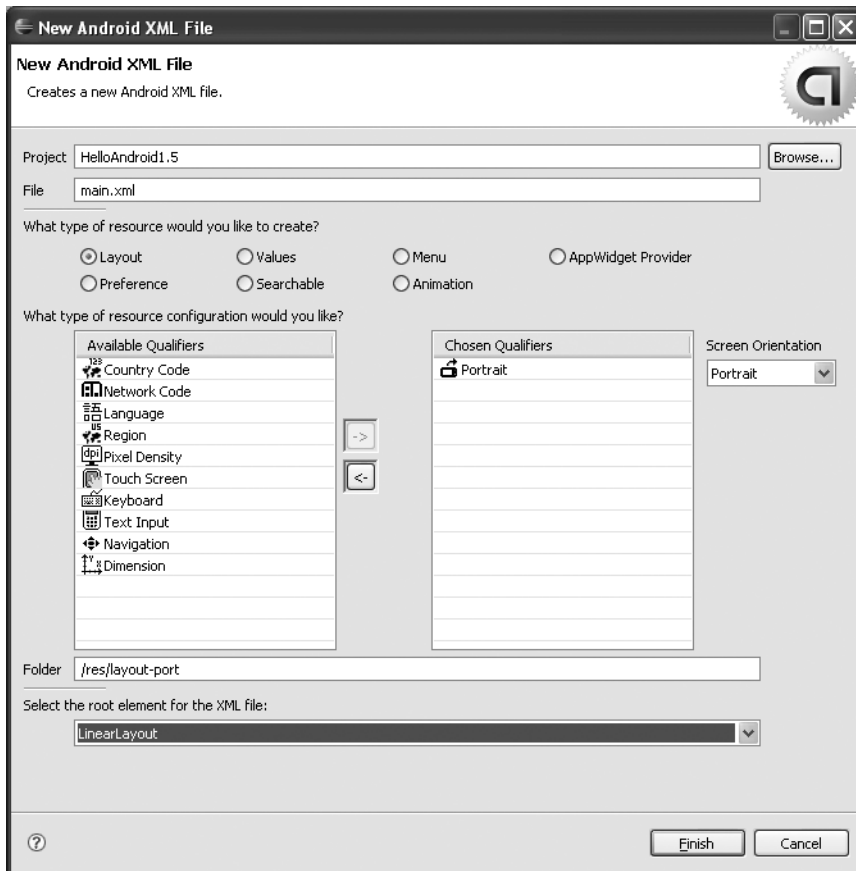 New Android XML File
New Android XML File
Creates a new Android XML file.
Project HelloAndroid1.5 Browse...
File main.xml
What type of resource would you like to create?
Layout Values Menu AppWidget Provider
Preference Searchable Animation
What type of resource configuration would you like?
Available Qualifiers Chosen Qualifiers Screen Orientation
123 Country Code Portrait Portrait
Network Code
語 Language
US Region
-> 
dpi Pixel Density
Touch Screen <-
Keyboard
Text Input
Navigation
Y X Dimension
Folder /res/layout-port
Select the root element for the XML file:
LinearLayout
? Finish Cancel